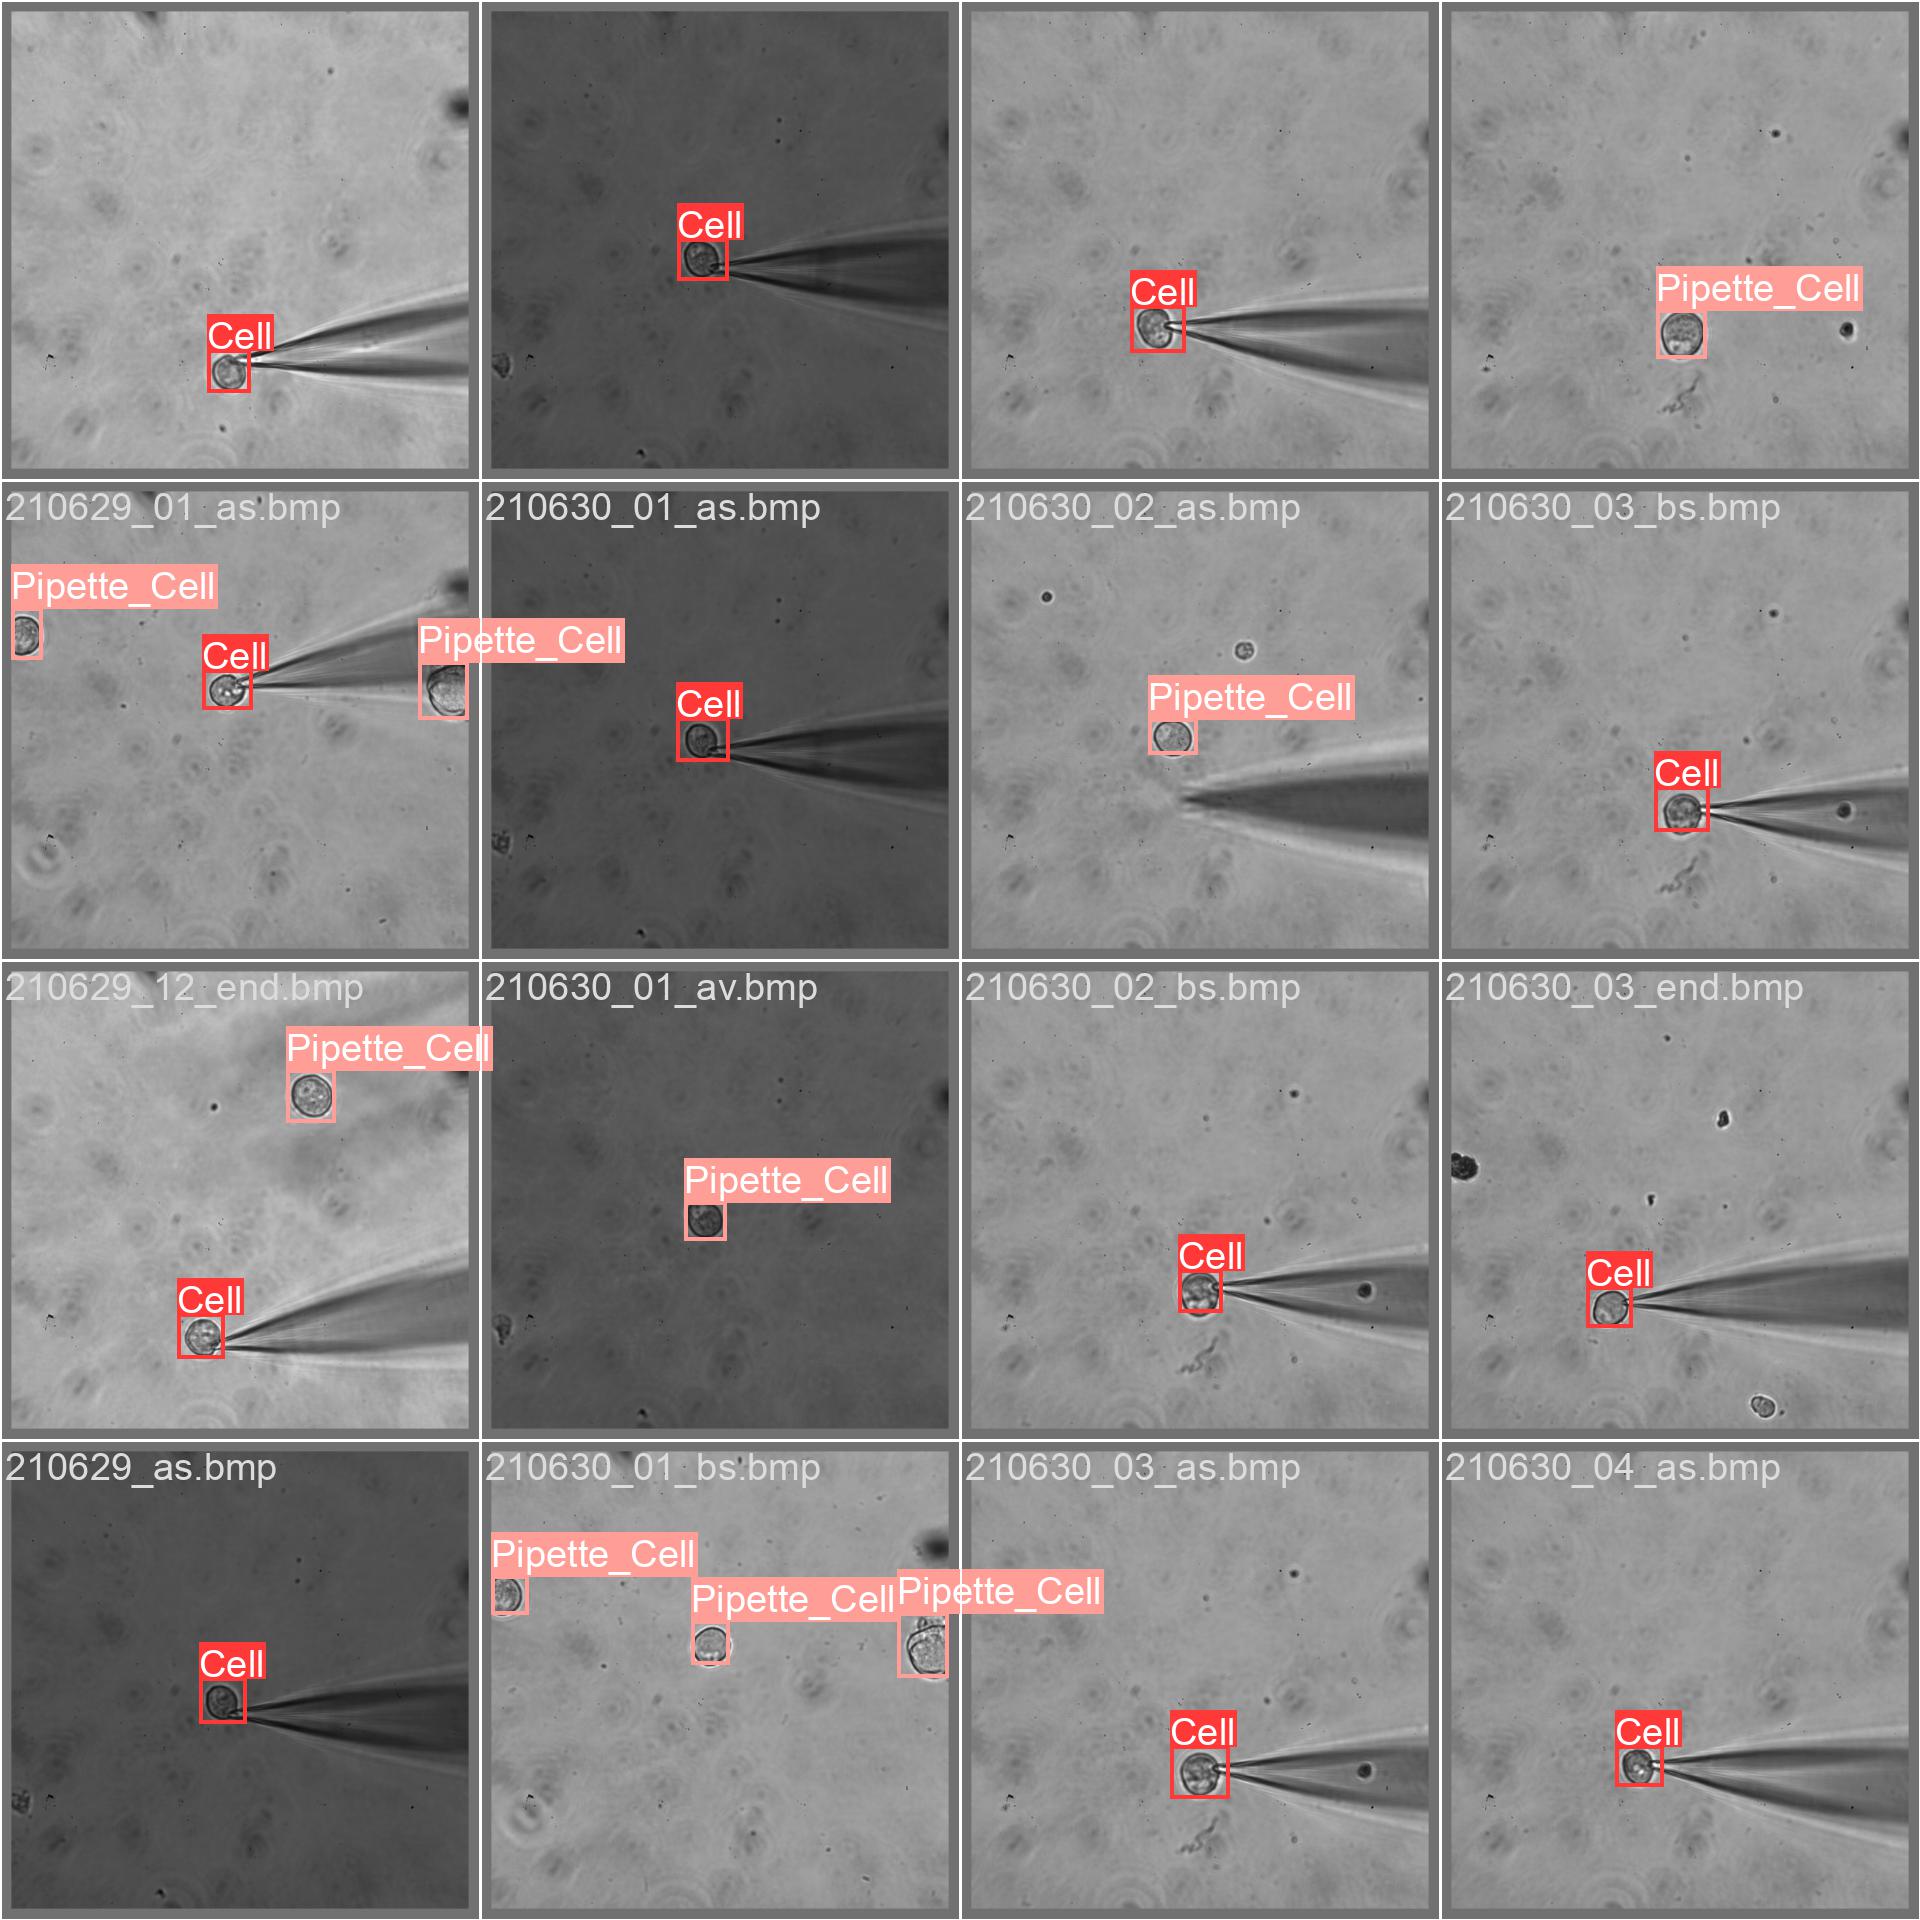 Cell
Cell
Cell
Pipette_Cell
210629_01_as.bmp
210630_01_as.bmp
210630_02_as.bmp
210630_03_bs.bmp
Pipette_Cell
Cell
Pipette_Cell
Cell
Pipette_Cell
Cell
210629_12_end.bmp
210630_01_av.bmp
210630_02_bs.bmp
210630_03_end.bmp
Pipette_Cell
Cell
Pipette_Cell
Cell
Cell
210629_as.bmp
210630_01_bs.bmp
210630_03_as.bmp
210630_04_as.bmp
Cell
Pipette_Cell
Pipette_Cell
Pipette_Cell
Cell
Cell